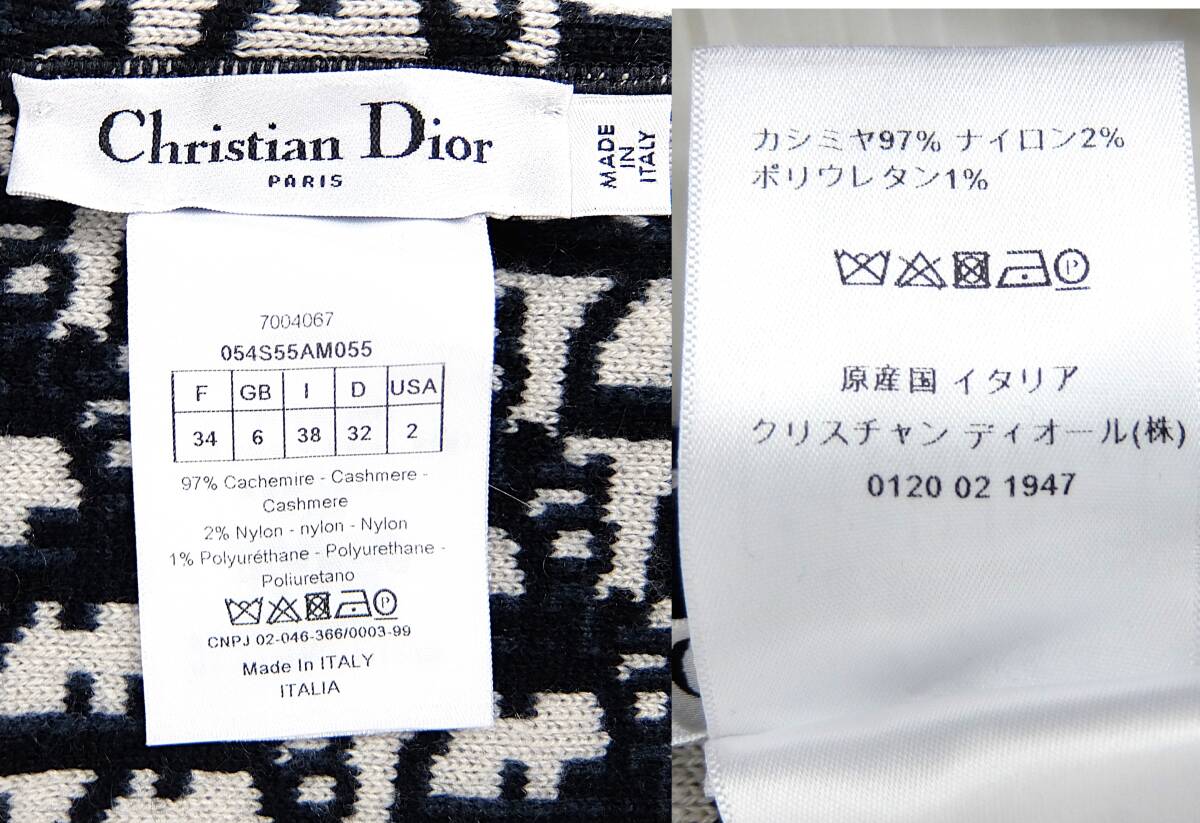 Christian Dior
PARIS
MADE
IN
ITALY
7004067
054S55AM055
F GB I D USA
34 6 38 32 2
97% Cachemire - Cashmere -
Cashmere
2% Nylon - nylon - Nylon
1% Polyuréthane - Polyurethane -
Poliuretano
P
CNPJ 02-046-366/0003-99
Made In ITALY
ITALIA
カシミヤ97% ナイロン2%
ポリウレタン1%
P
原産国 イタリア
クリスチャン ディオール(株)
0120 02 1947